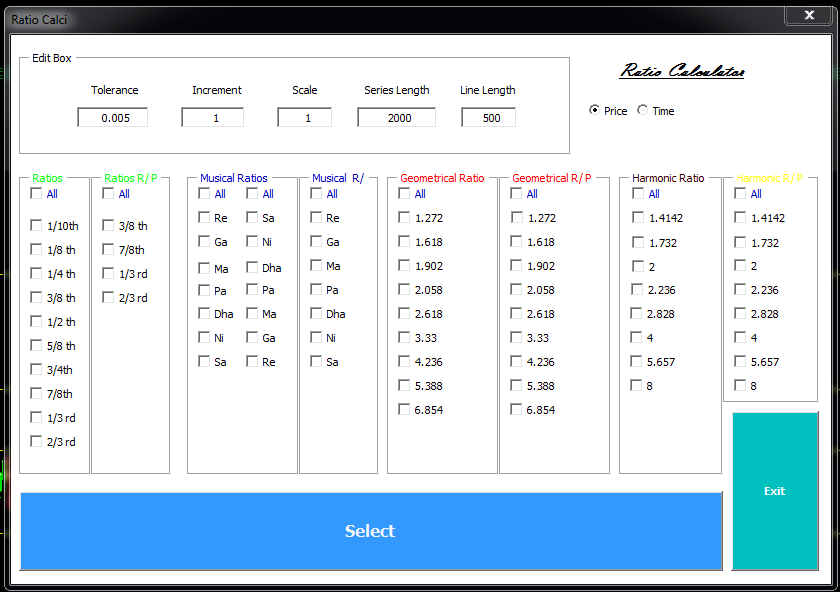 Ratio Calci
X
Edit Box
Tolerance Increment Scale Series Length Line Length
0.005 1 1 2000 500
Ratio Calculator
Price Time
Ratios
All
1/10th
1/8 th
1/4 th
3/8 th
1/2 th
5/8 th
3/4th
7/8th
1/3 rd
2/3 rd
Ratios R/ P
All
3/8 th
7/8th
1/3 rd
2/3 rd
Musical Ratios
All All
Re Sa
Ga Ni
Ma Dha
Pa Pa
Dha Ma
Ni Ga
Sa Re
Musical R/
All
Re
Ga
Ma
Pa
Dha
Ni
Sa
Geometrical Ratio
All
1.272
1.618
1.902
2.058
2.618
3.33
4.236
5.388
6.854
Geometrical R/ P
All
1.272
1.618
1.902
2.058
2.618
3.33
4.236
5.388
6.854
Harmonic Ratio
All
1.4142
1.732
2
2.236
2.828
4
5.657
8
Harmonic R/ P
All
1.4142
1.732
2
2.236
2.828
4
5.657
8
Select
Exit